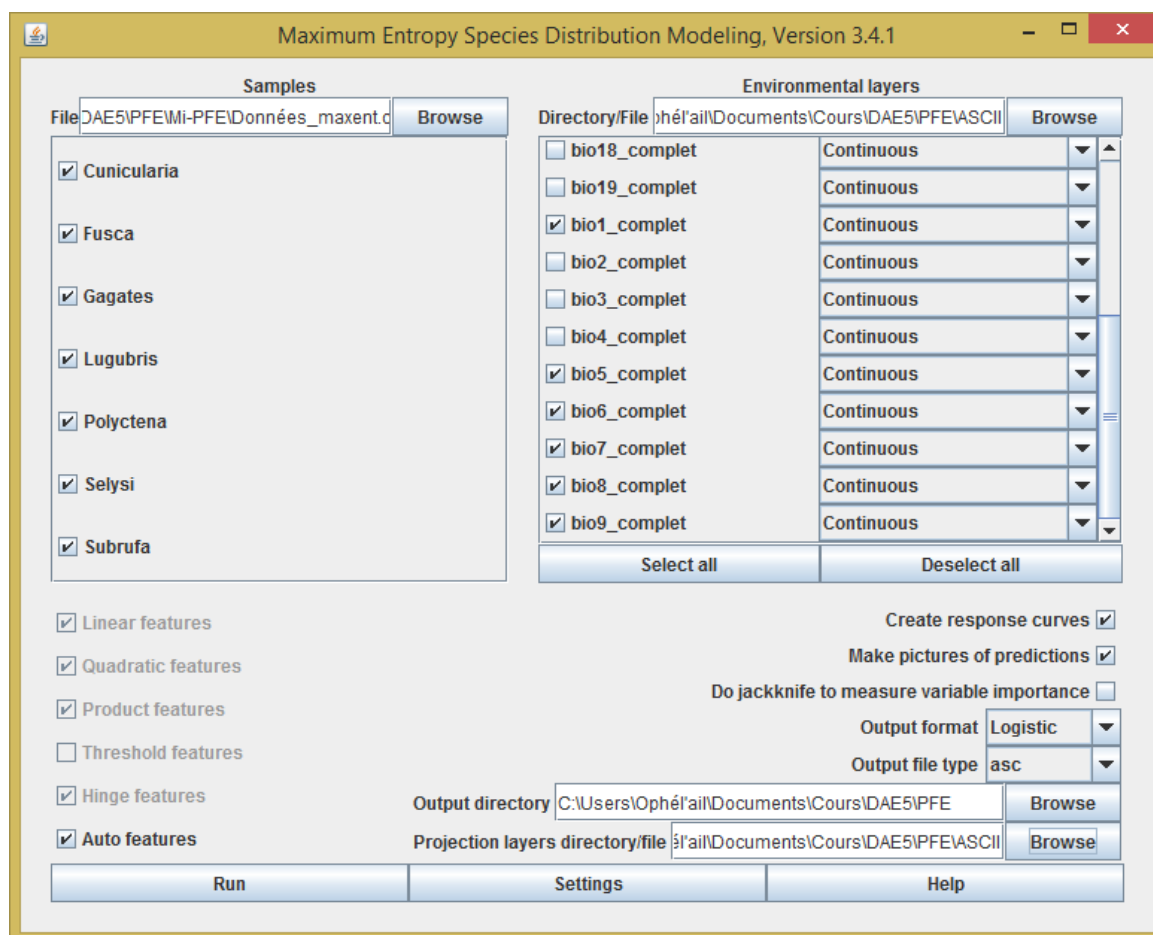 Maximum Entropy Species Distribution Modeling, Version 3.4.1
Samples
File DAE5\PFE\Mi-PFE\Données_maxent.c Browse
Cunicularia
Fusca
Gagates
Lugubris
Polyctena
Selysi
Subrufa
Environmental layers
Directory/File phél'ail\Documents\Cours\DAE5\PFE\ASCII Browse
bio18_complet Continuous
bio19_complet Continuous
bio1_complet Continuous
bio2_complet Continuous
bio3_complet Continuous
bio4_complet Continuous
bio5_complet Continuous
bio6_complet Continuous
bio7_complet Continuous
bio8_complet Continuous
bio9_complet Continuous
Select all Deselect all
Linear features
Quadratic features
Product features
Threshold features
Hinge features
Auto features
Create response curves
Make pictures of predictions
Do jackknife to measure variable importance
Output format Logistic
Output file type asc
Output directory C:\Users\Ophél'ail\Documents\Cours\DAE5\PFE Browse
Projection layers directory/file él'ail\Documents\Cours\DAE5\PFE\ASCII Browse
Run Settings Help